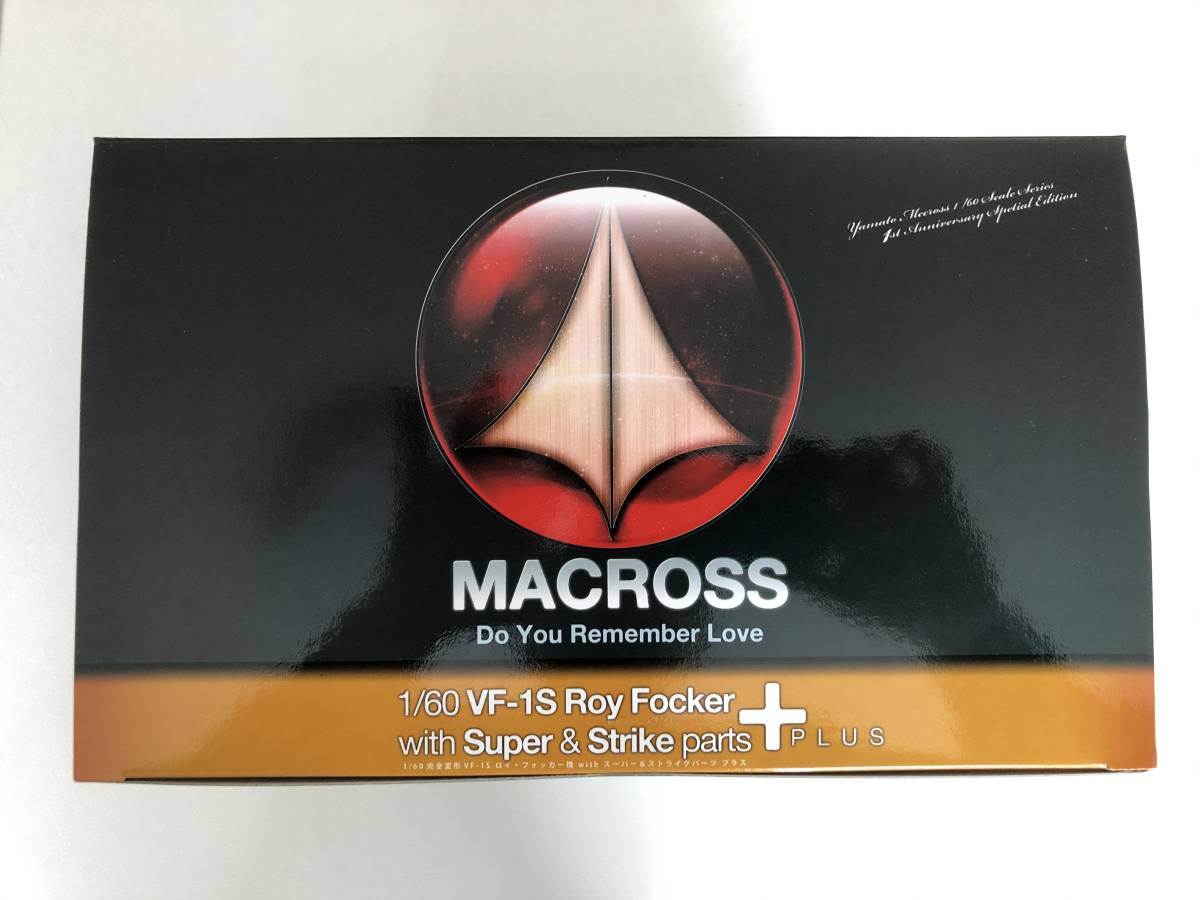 Yamato Mccross 1/60 Scale Series
1st Anniversary Spetial Edition
MACROSS
Do You Remember Love
1/60 VF-1S Roy Focker
with Super & Strike parts
+PLUS
1/60 完全変形 VF-1S ロイ・フォッカー機 with スーパー&ストライクパーツ プラス